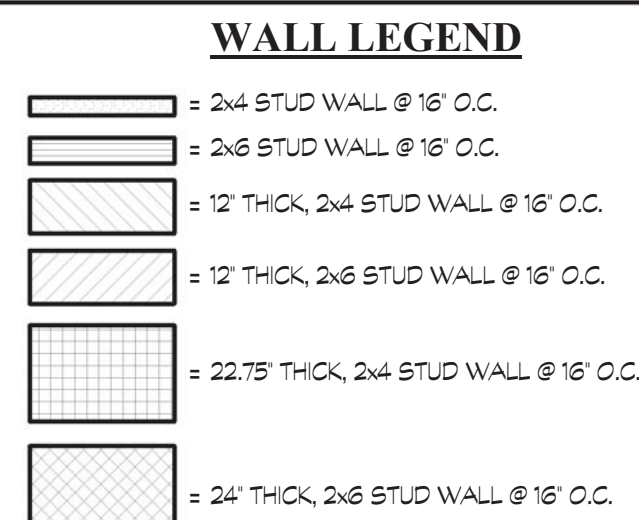 WALL LEGEND
= 2x4 STUD WALL @ 16" O.C.
= 2x6 STUD WALL @ 16" O.C.
= 12" THICK, 2x4 STUD WALL @ 16" O.C.
= 12" THICK, 2x6 STUD WALL @ 16" O.C.
= 22.75" THICK, 2x4 STUD WALL @ 16" O.C.
= 24" THICK, 2x6 STUD WALL @ 16" O.C.